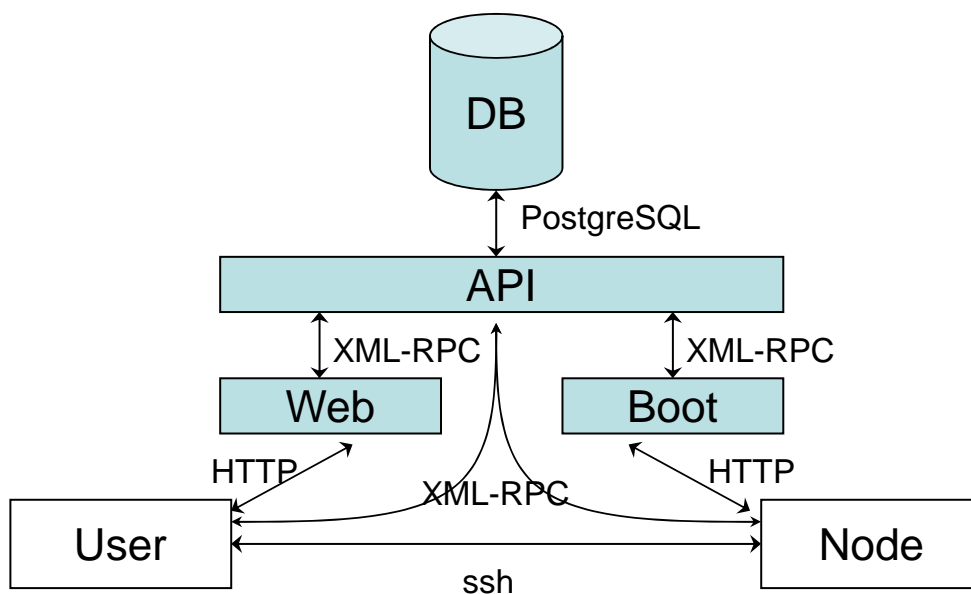 DB
PostgreSQL
API
XML-RPC
XML-RPC
Web
Boot
HTTP
HTTP
XML-RPC
User
Node
ssh